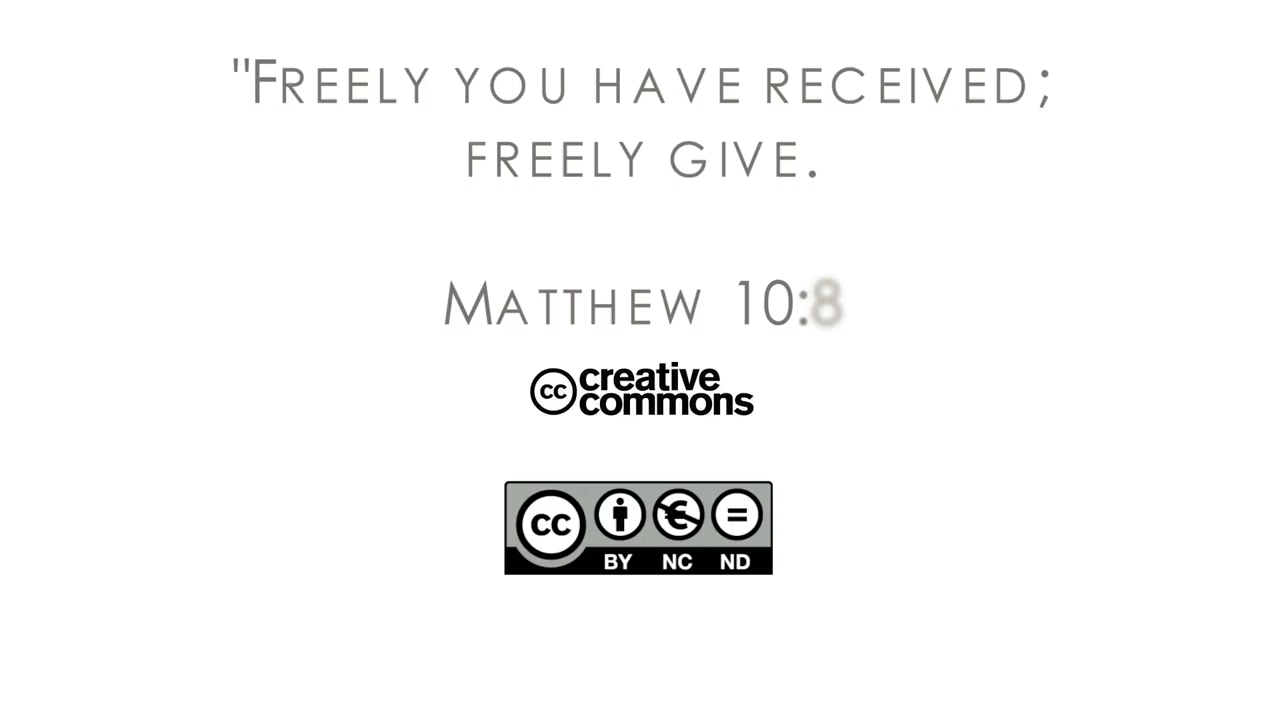 "FREELY YOU HAVE RECEIVED;
FREELY GIVE.
MATTHEW 10:8
cc creative
commons
cc BY NC ND